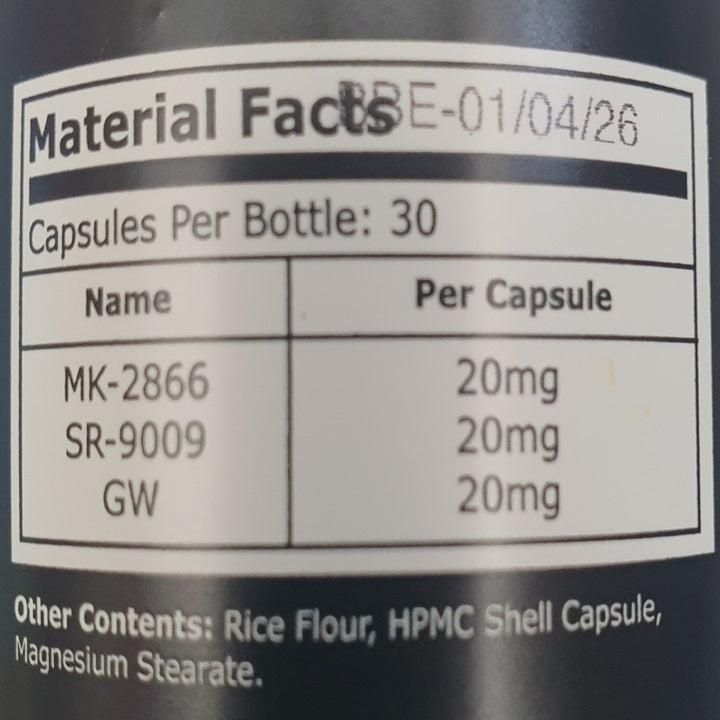 Material Facts BBE-01/04/26
Capsules Per Bottle: 30
Name Per Capsule
MK-2866 20mg
SR-9009 20mg
GW 20mg
Other Contents: Rice Flour, HPMC Shell Capsule,
Magnesium Stearate.